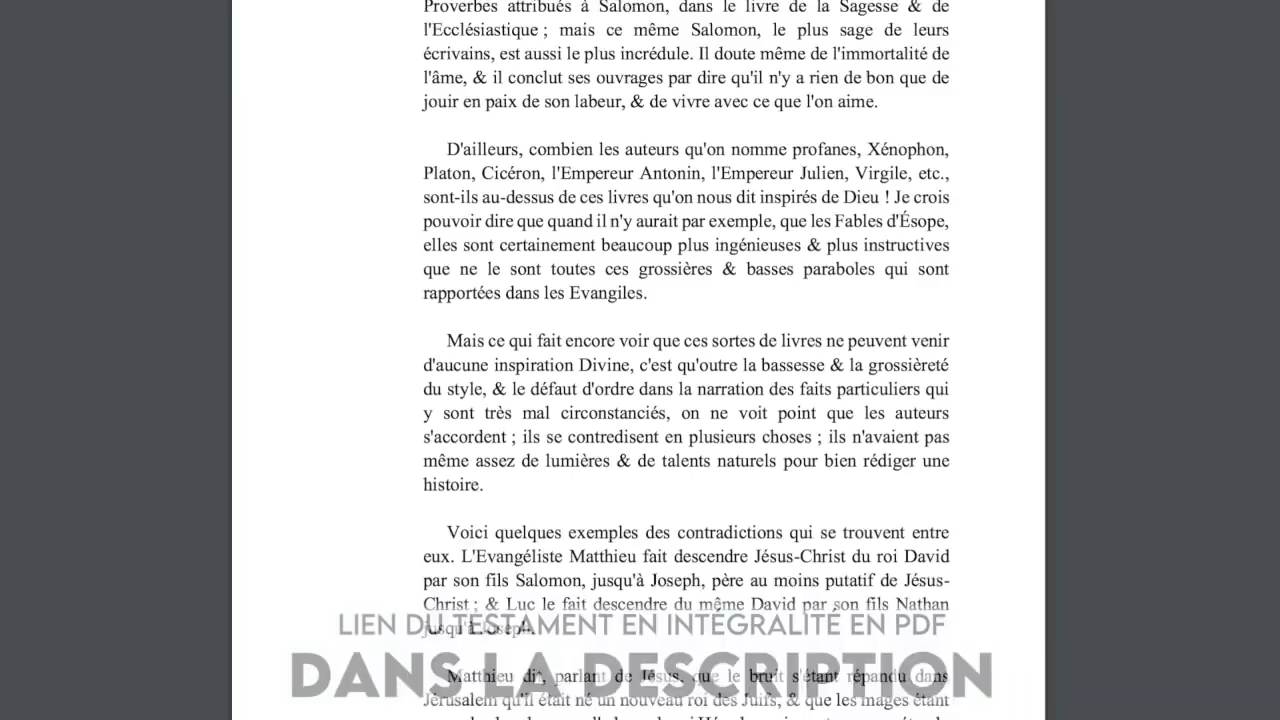 Proverbes attribués à Salomon, dans le livre de la Sagesse & de
l'Ecclésiastique ; mais ce même Salomon, le plus sage de leurs
écrivains, est aussi le plus incrédule. Il doute même de l'immortalité de
l'âme, & il conclut ses ouvrages par dire qu'il n'y a rien de bon que de
jouir en paix de son labeur, & de vivre avec ce que l'on aime.
D'ailleurs, combien les auteurs qu'on nomme profanes, Xénophon,
Platon, Cicéron, l'Empereur Antonin, l'Empereur Julien, Virgile, etc.,
sont-ils au-dessus de ces livres qu'on nous dit inspirés de Dieu ! Je crois
pouvoir dire que quand il n'y aurait par exemple, que les Fables d'Ésope,
elles sont certainement beaucoup plus ingénieuses & plus instructives
que ne le sont toutes ces grossières & basses paraboles qui sont
rapportées dans les Evangiles.
Mais ce qui fait encore voir que ces sortes de livres ne peuvent venir
d'aucune inspiration Divine, c'est qu'outre la bassesse & la grossièreté
du style, & le défaut d'ordre dans la narration des faits particuliers qui
y sont très mal circonstanciés, on ne voit point que les auteurs
s'accordent ; ils se contredisent en plusieurs choses ; ils n'avaient pas
même assez de lumières & de talents naturels pour bien rédiger une
histoire.
Voici quelques exemples des contradictions qui se trouvent entre
eux. L'Evangéliste Matthieu fait descendre Jésus-Christ du roi David
par son fils Salomon, jusqu'à Joseph, père au moins putatif de Jésus-
Christ ; & Luc le fait descendre du même David par son fils Nathan
jusqu'à Joseph.
LIEN DU TESTAMENT EN INTÉGRALITÉ EN PDF
DANS LA DESCRIPTION
Matthieu dit, parlant de Jésus, que le bruit s'étant répandu dans
Jérusalem qu'il était né un nouveau roi des Juifs, & que les mages étant